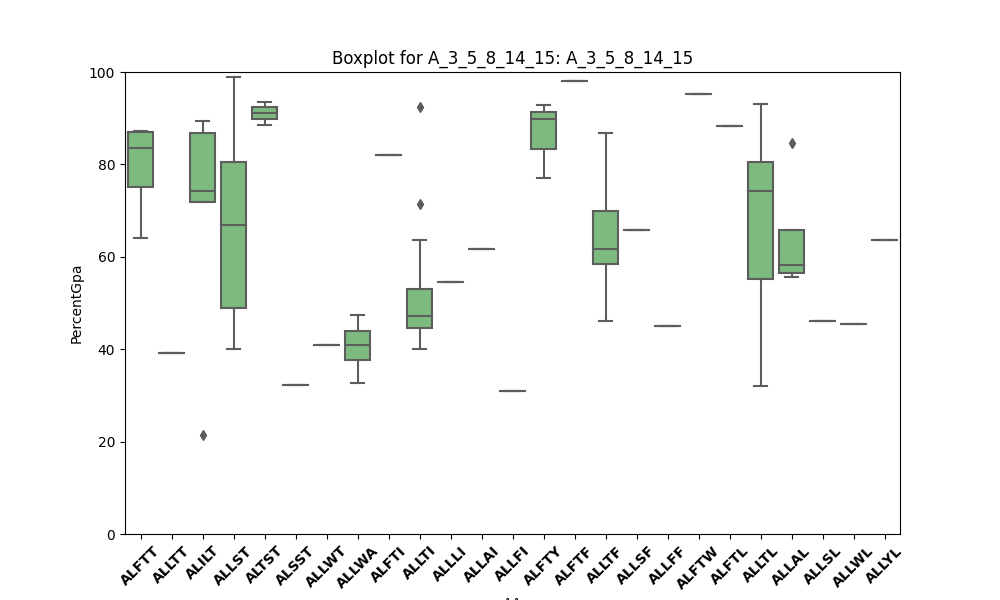 Boxplot for A_3_5_8_14_15: A_3_5_8_14_15
100
80
60
40
20
0
PercentGpa
ALFTT ALLTT ALILT ALLST ALTST ALSST ALLWT ALLWA ALFTI ALLTI ALLLI ALLAI ALLFI ALFTY ALFTF ALLTF ALLSF ALLFF ALFTW ALFTL ALLTL ALLAL ALLSL ALLWL ALLYL